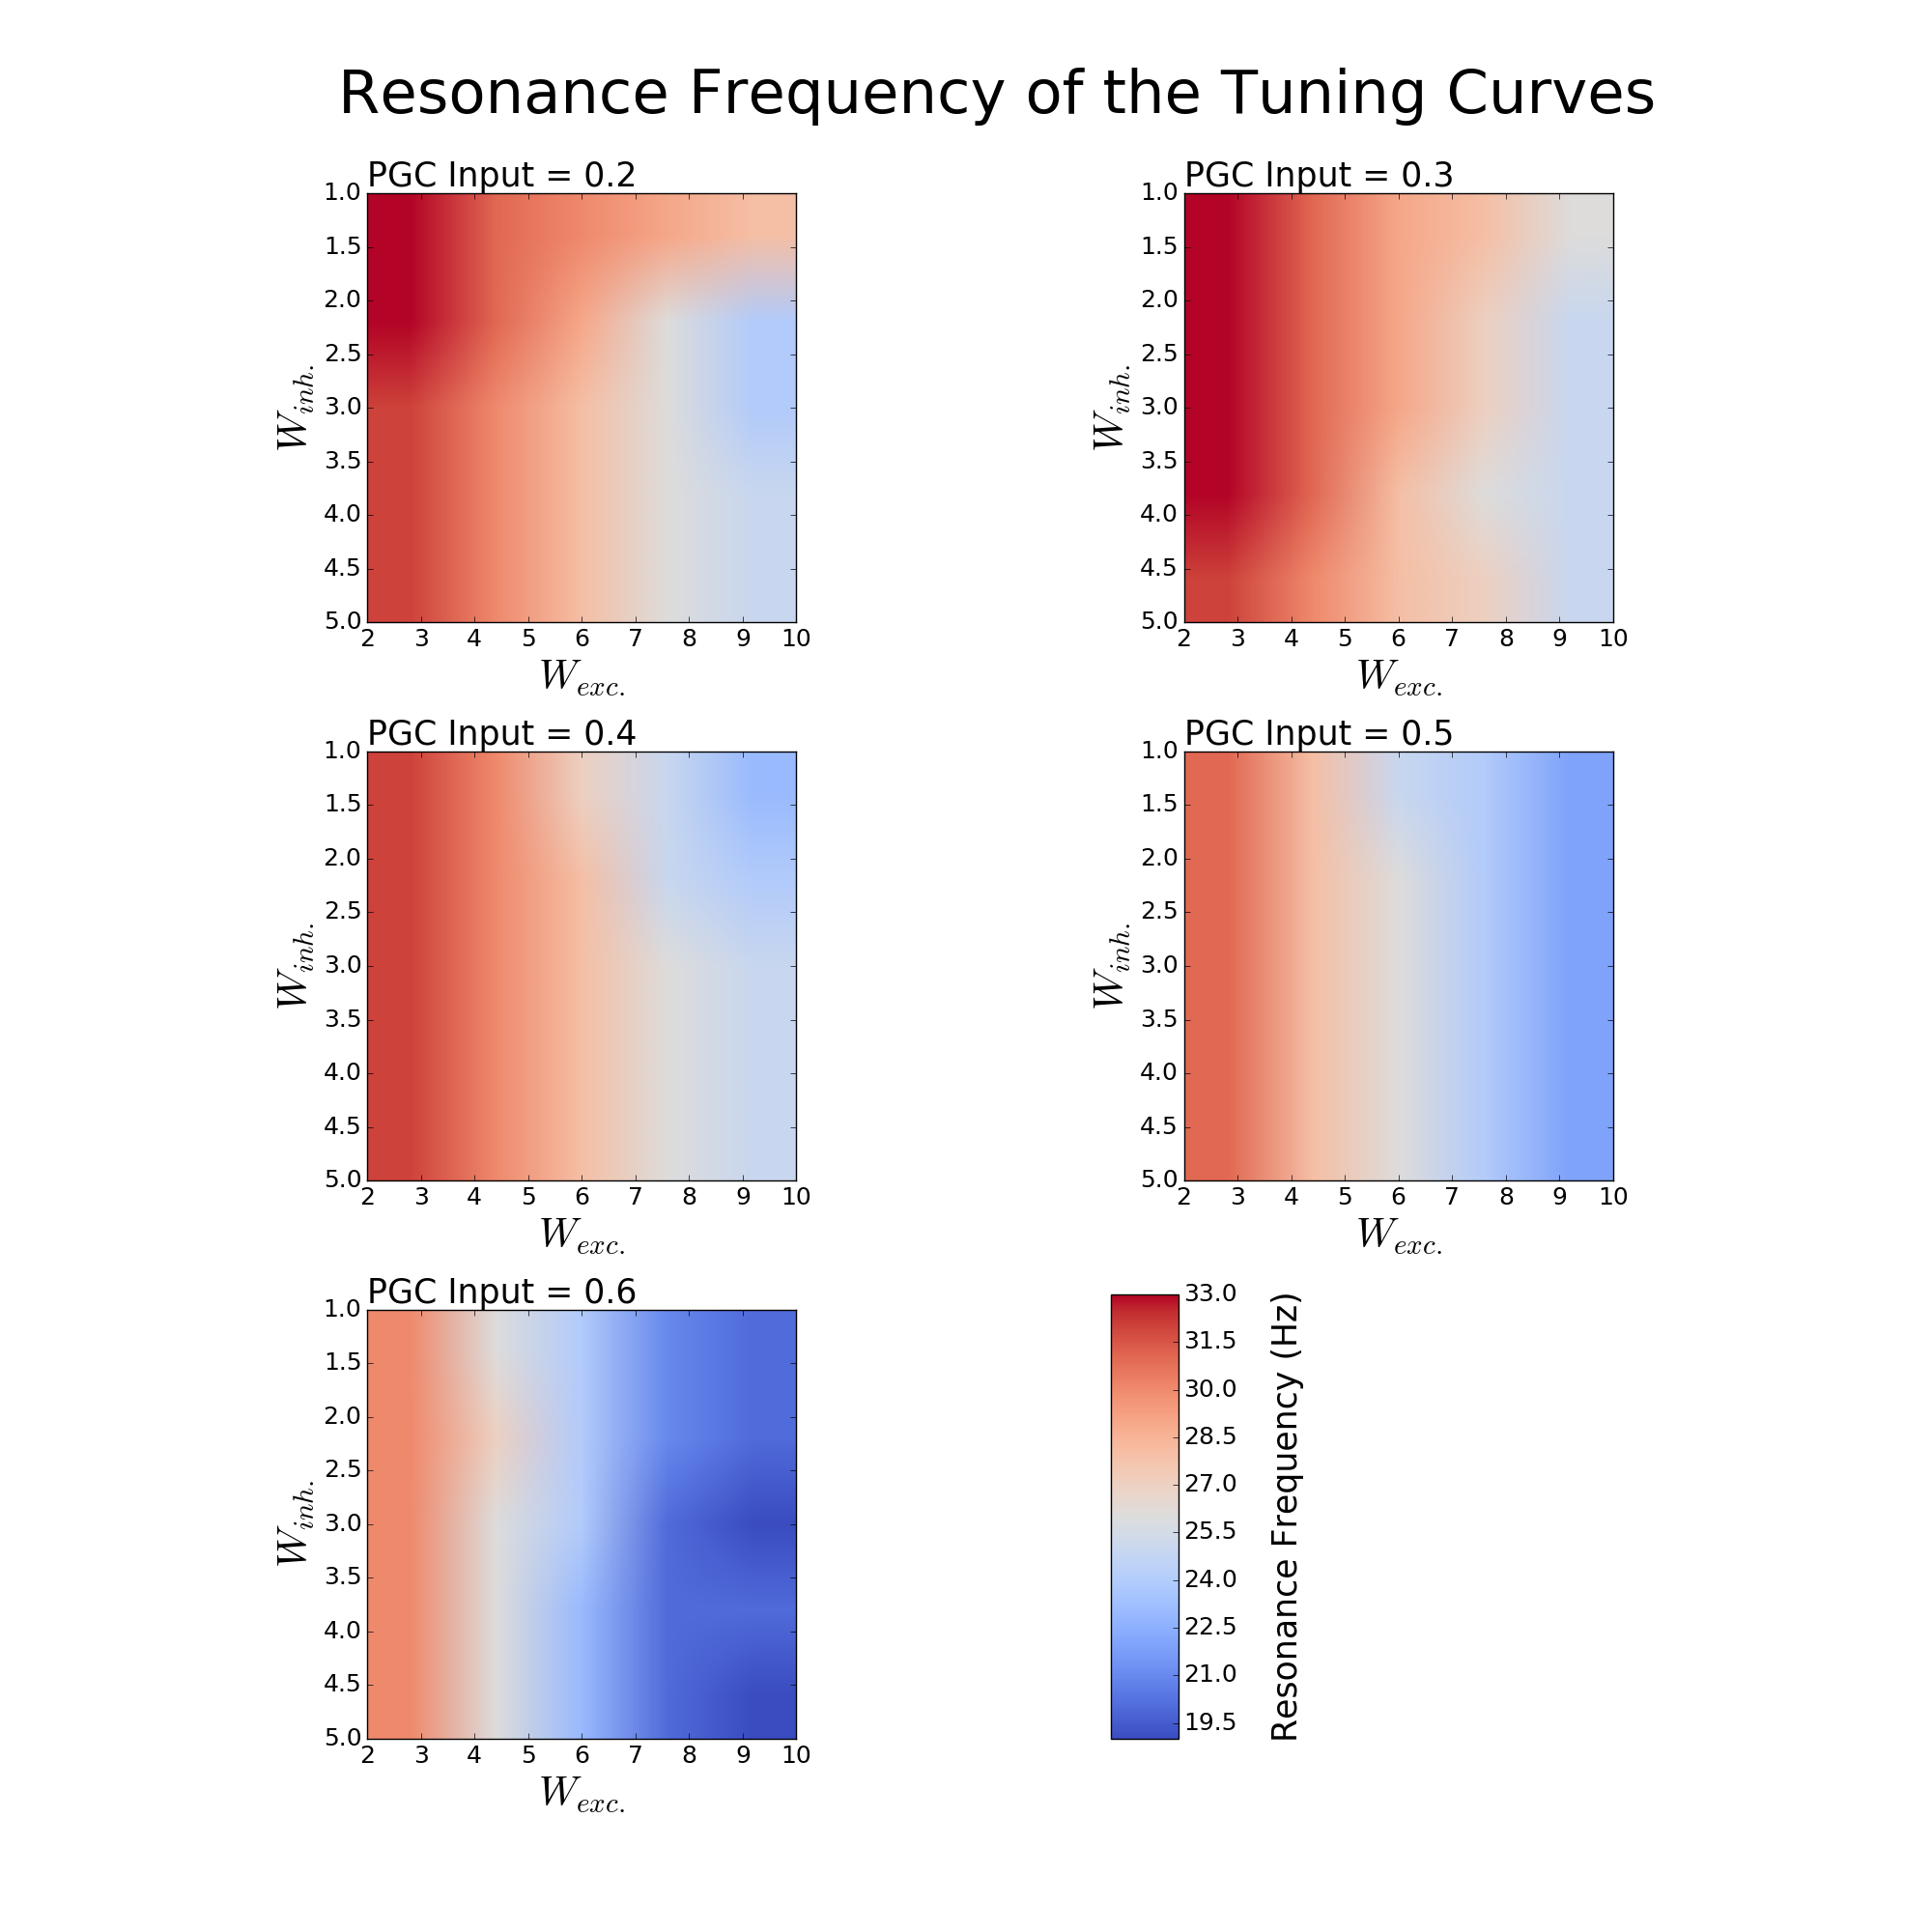 Resonance Frequency of the Tuning Curves
PGC Input = 0.2
1.0
1.5
2.0
2.5
3.0
3.5
4.0
4.5
5.0
W_inh.
2 3 4 5 6 7 8 9 10
W_exc.
PGC Input = 0.3
1.0
1.5
2.0
2.5
3.0
3.5
4.0
4.5
5.0
W_inh.
2 3 4 5 6 7 8 9 10
W_exc.
PGC Input = 0.4
1.0
1.5
2.0
2.5
3.0
3.5
4.0
4.5
5.0
W_inh.
2 3 4 5 6 7 8 9 10
W_exc.
PGC Input = 0.5
1.0
1.5
2.0
2.5
3.0
3.5
4.0
4.5
5.0
W_inh.
2 3 4 5 6 7 8 9 10
W_exc.
PGC Input = 0.6
1.0
1.5
2.0
2.5
3.0
3.5
4.0
4.5
5.0
W_inh.
2 3 4 5 6 7 8 9 10
W_exc.
33.0
31.5
30.0
28.5
27.0
25.5
24.0
22.5
21.0
19.5
Resonance Frequency (Hz)